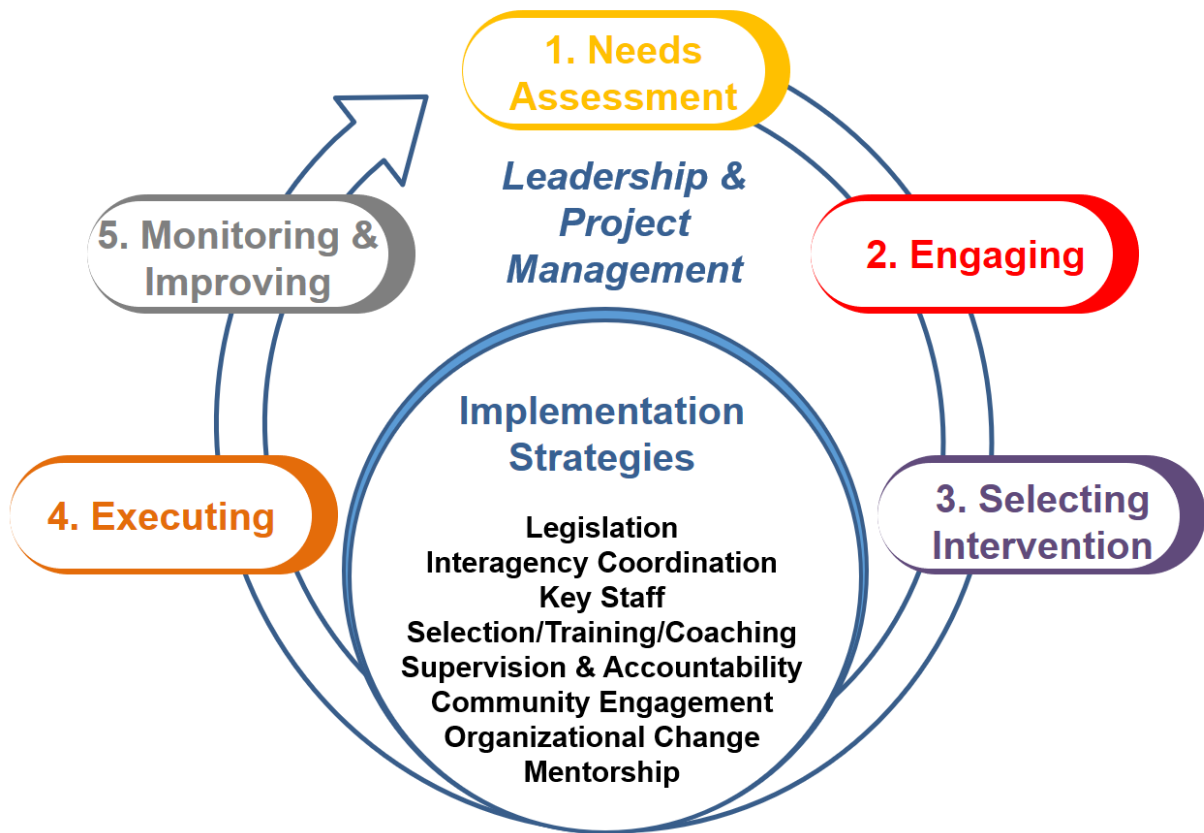 1. Needs
Assessment
Leadership &
Project
Management
2. Engaging
3. Selecting
Intervention
4. Executing
5. Monitoring &
Improving
Implementation
Strategies
Legislation
Interagency Coordination
Key Staff
Selection/Training/Coaching
Supervision & Accountability
Community Engagement
Organizational Change
Mentorship